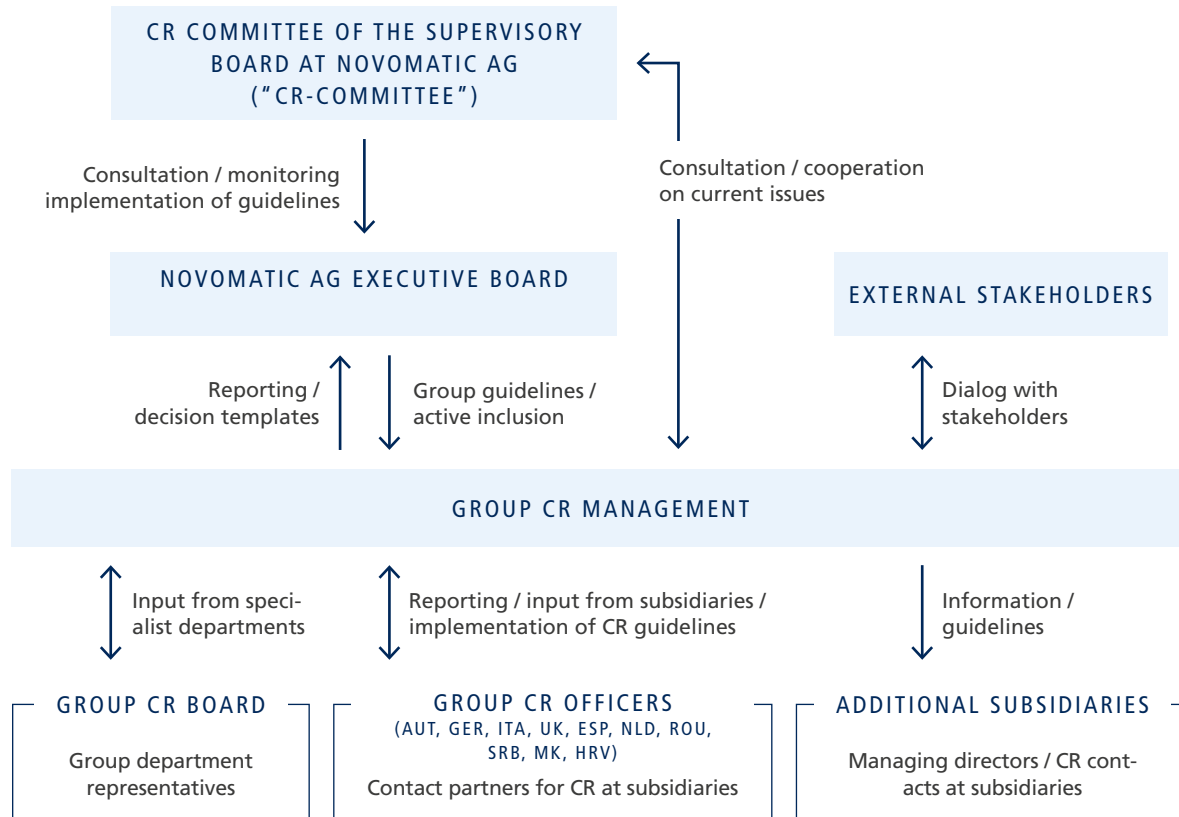 CR COMMITTEE OF THE SUPERVISORY
BOARD AT NOVOMATIC AG
("CR-COMMITTEE")
Consultation / monitoring
implementation of guidelines
Consultation / cooperation
on current issues
NOVOMATIC AG EXECUTIVE BOARD
EXTERNAL STAKEHOLDERS
Reporting /
decision templates
Group guidelines /
active inclusion
Dialog with
stakeholders
GROUP CR MANAGEMENT
Input from speci-
alist departments
Reporting / input from subsidiaries /
implementation of CR guidelines
Information /
guidelines
GROUP CR BOARD
Group department
representatives
GROUP CR OFFICERS
(AUT, GER, ITA, UK, ESP, NLD, ROU,
SRB, MK, HRV)
Contact partners for CR at subsidiaries
ADDITIONAL SUBSIDIARIES
Managing directors / CR cont-
acts at subsidiaries